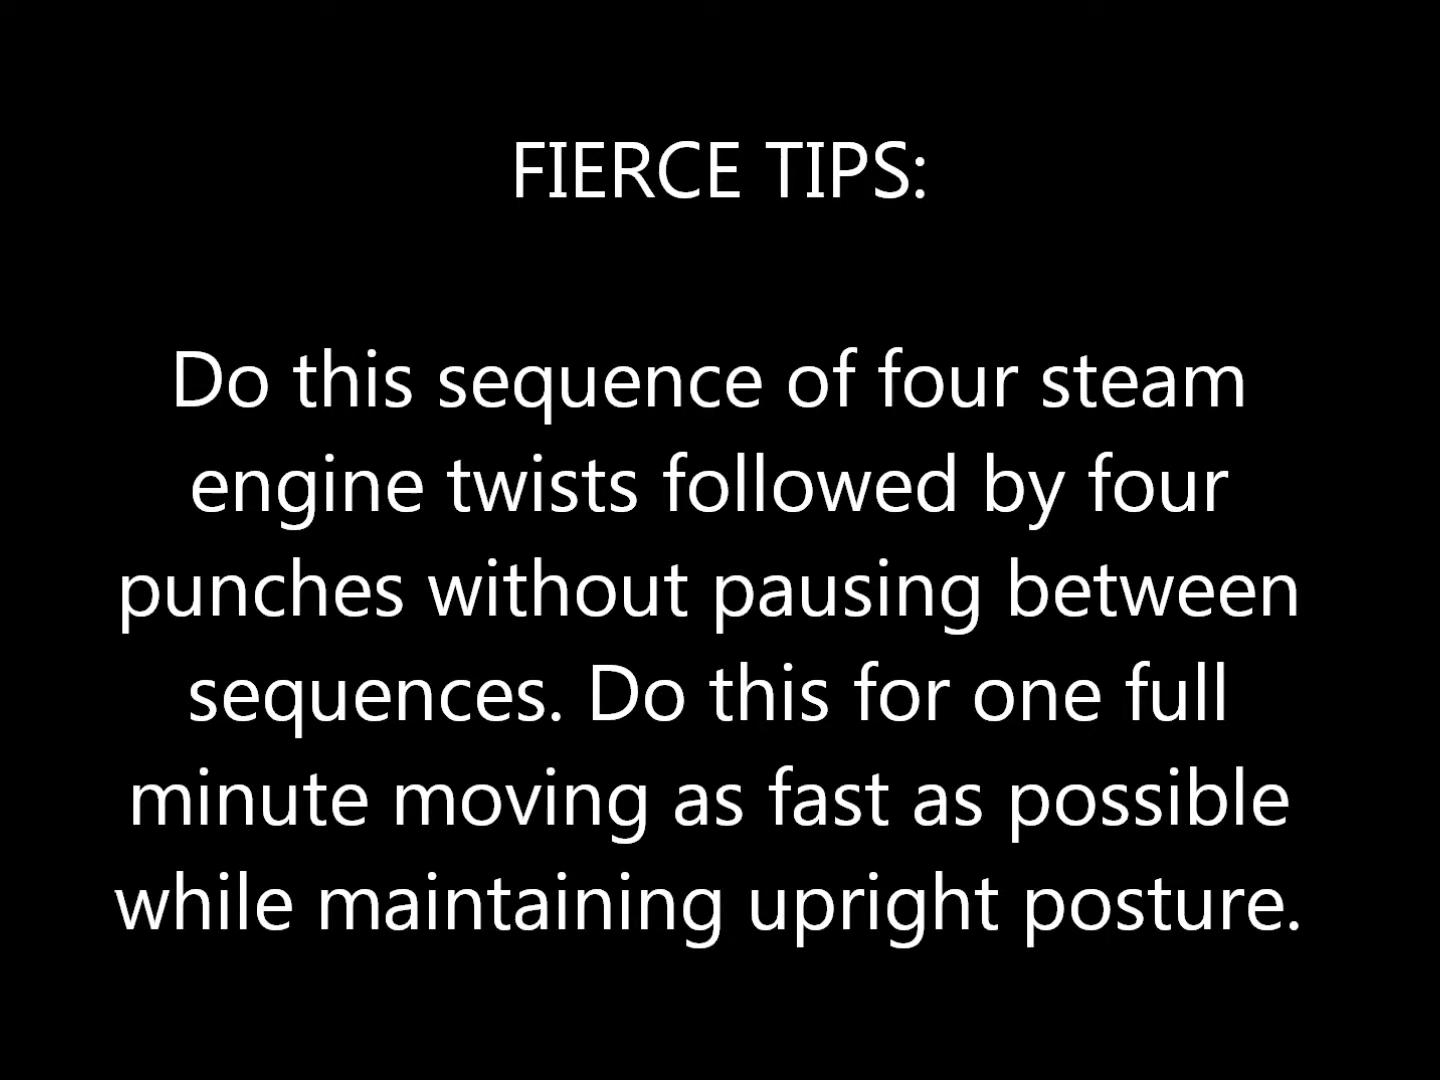 FIERCE TIPS:
Do this sequence of four steam
engine twists followed by four
punches without pausing between
sequences. Do this for one full
minute moving as fast as possible
while maintaining upright posture.